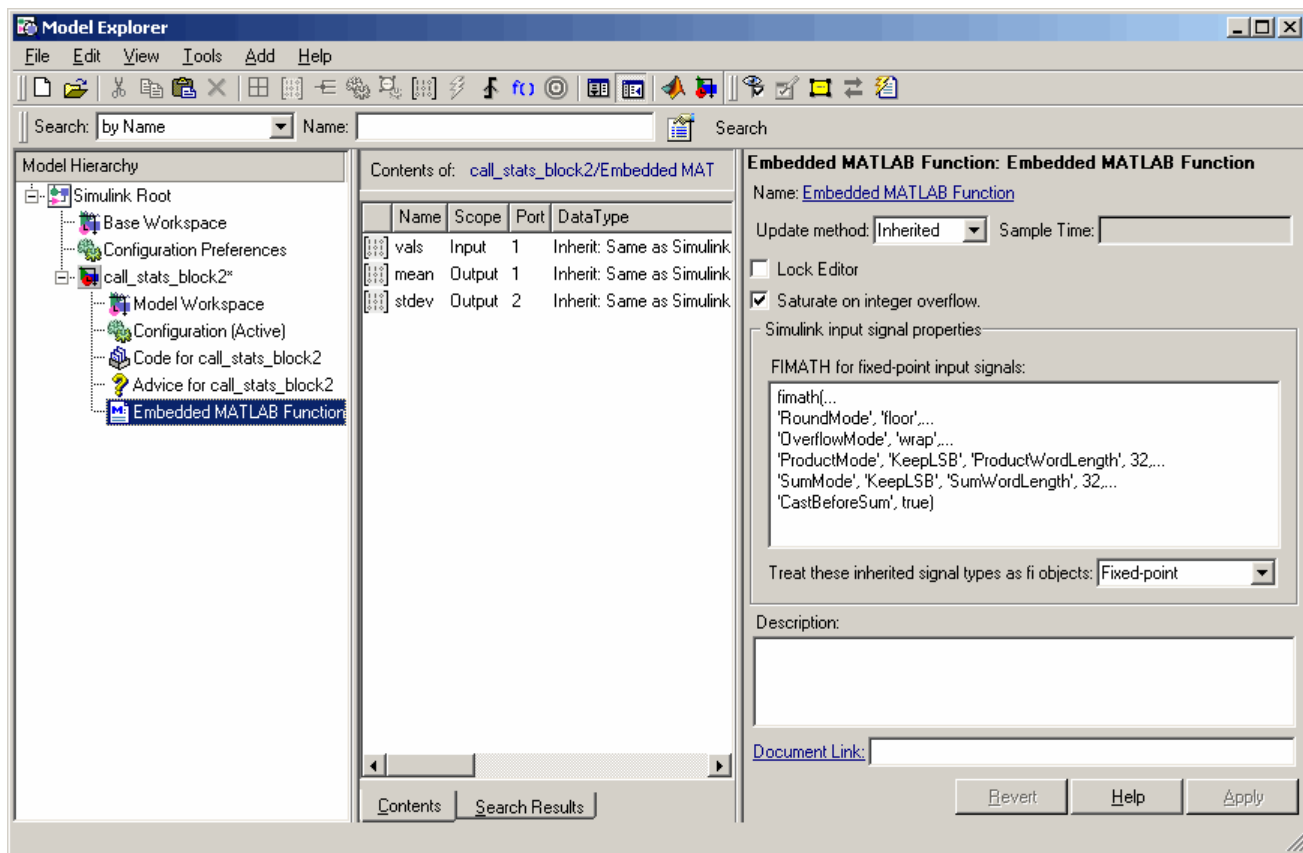 Model Explorer
File Edit View Tools Add Help
Search: by Name Name: Search
Model Hierarchy
Simulink Root
Base Workspace
Configuration Preferences
call_stats_block2*
Model Workspace
Configuration (Active)
Code for call_stats_block2
Advice for call_stats_block2
Embedded MATLAB Function
Contents of: call_stats_block2/Embedded MAT
Name Scope Port DataType
vals Input 1 Inherit: Same as Simulink
mean Output 1 Inherit: Same as Simulink
stdev Output 2 Inherit: Same as Simulink
Contents Search Results
Embedded MATLAB Function: Embedded MATLAB Function
Name: Embedded MATLAB Function
Update method: Inherited Sample Time:
Lock Editor
Saturate on integer overflow.
Simulink input signal properties
FIMATH for fixed-point input signals:
fimath(...
'RoundMode', 'floor',...
'OverflowMode', 'wrap',...
'ProductMode', 'KeepLSB', 'ProductWordLength', 32,...
'SumMode', 'KeepLSB', 'SumWordLength', 32,...
'CastBeforeSum', true)
Treat these inherited signal types as fi objects: Fixed-point
Description:
Document Link:
Revert Help Apply